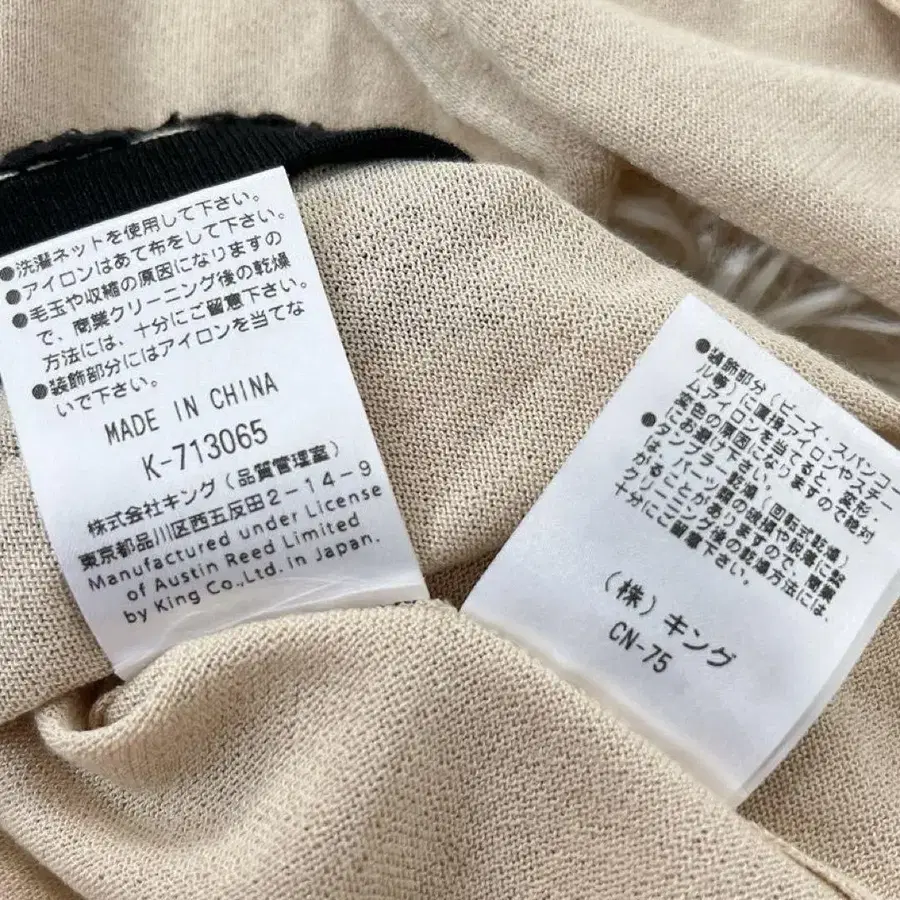 ●洗濯ネットを使用して下さい。
●アイロンはあて布をして下さい。
●毛玉や収縮の原因になりますの
で、商業クリーニング後の乾燥
方法には、十分にご留意下さい。
●装飾部分にはアイロンを当てな
いで下さい。
MADE IN CHINA
K-713065
株式会社キング(品質管理室)
東京都品川区西五反田2-14-9
Manufactured under License
of Austin Reed Limited
by King Co.,Ltd. in Japan.
●装飾部分(ビーズ・スパンコー
ル等)に直接アイロンやスチー
ムアイロンを当てると、変形、
変色の原因になりますので絶対
にお避け下さい。
●タンブラー乾燥(回転式乾燥)
は、パーツ類の破損や脱落に繋
がることがありますので、商業
クリーニング後の乾燥方法には、
十分にご留意下さい。
(株)キング
CN-75